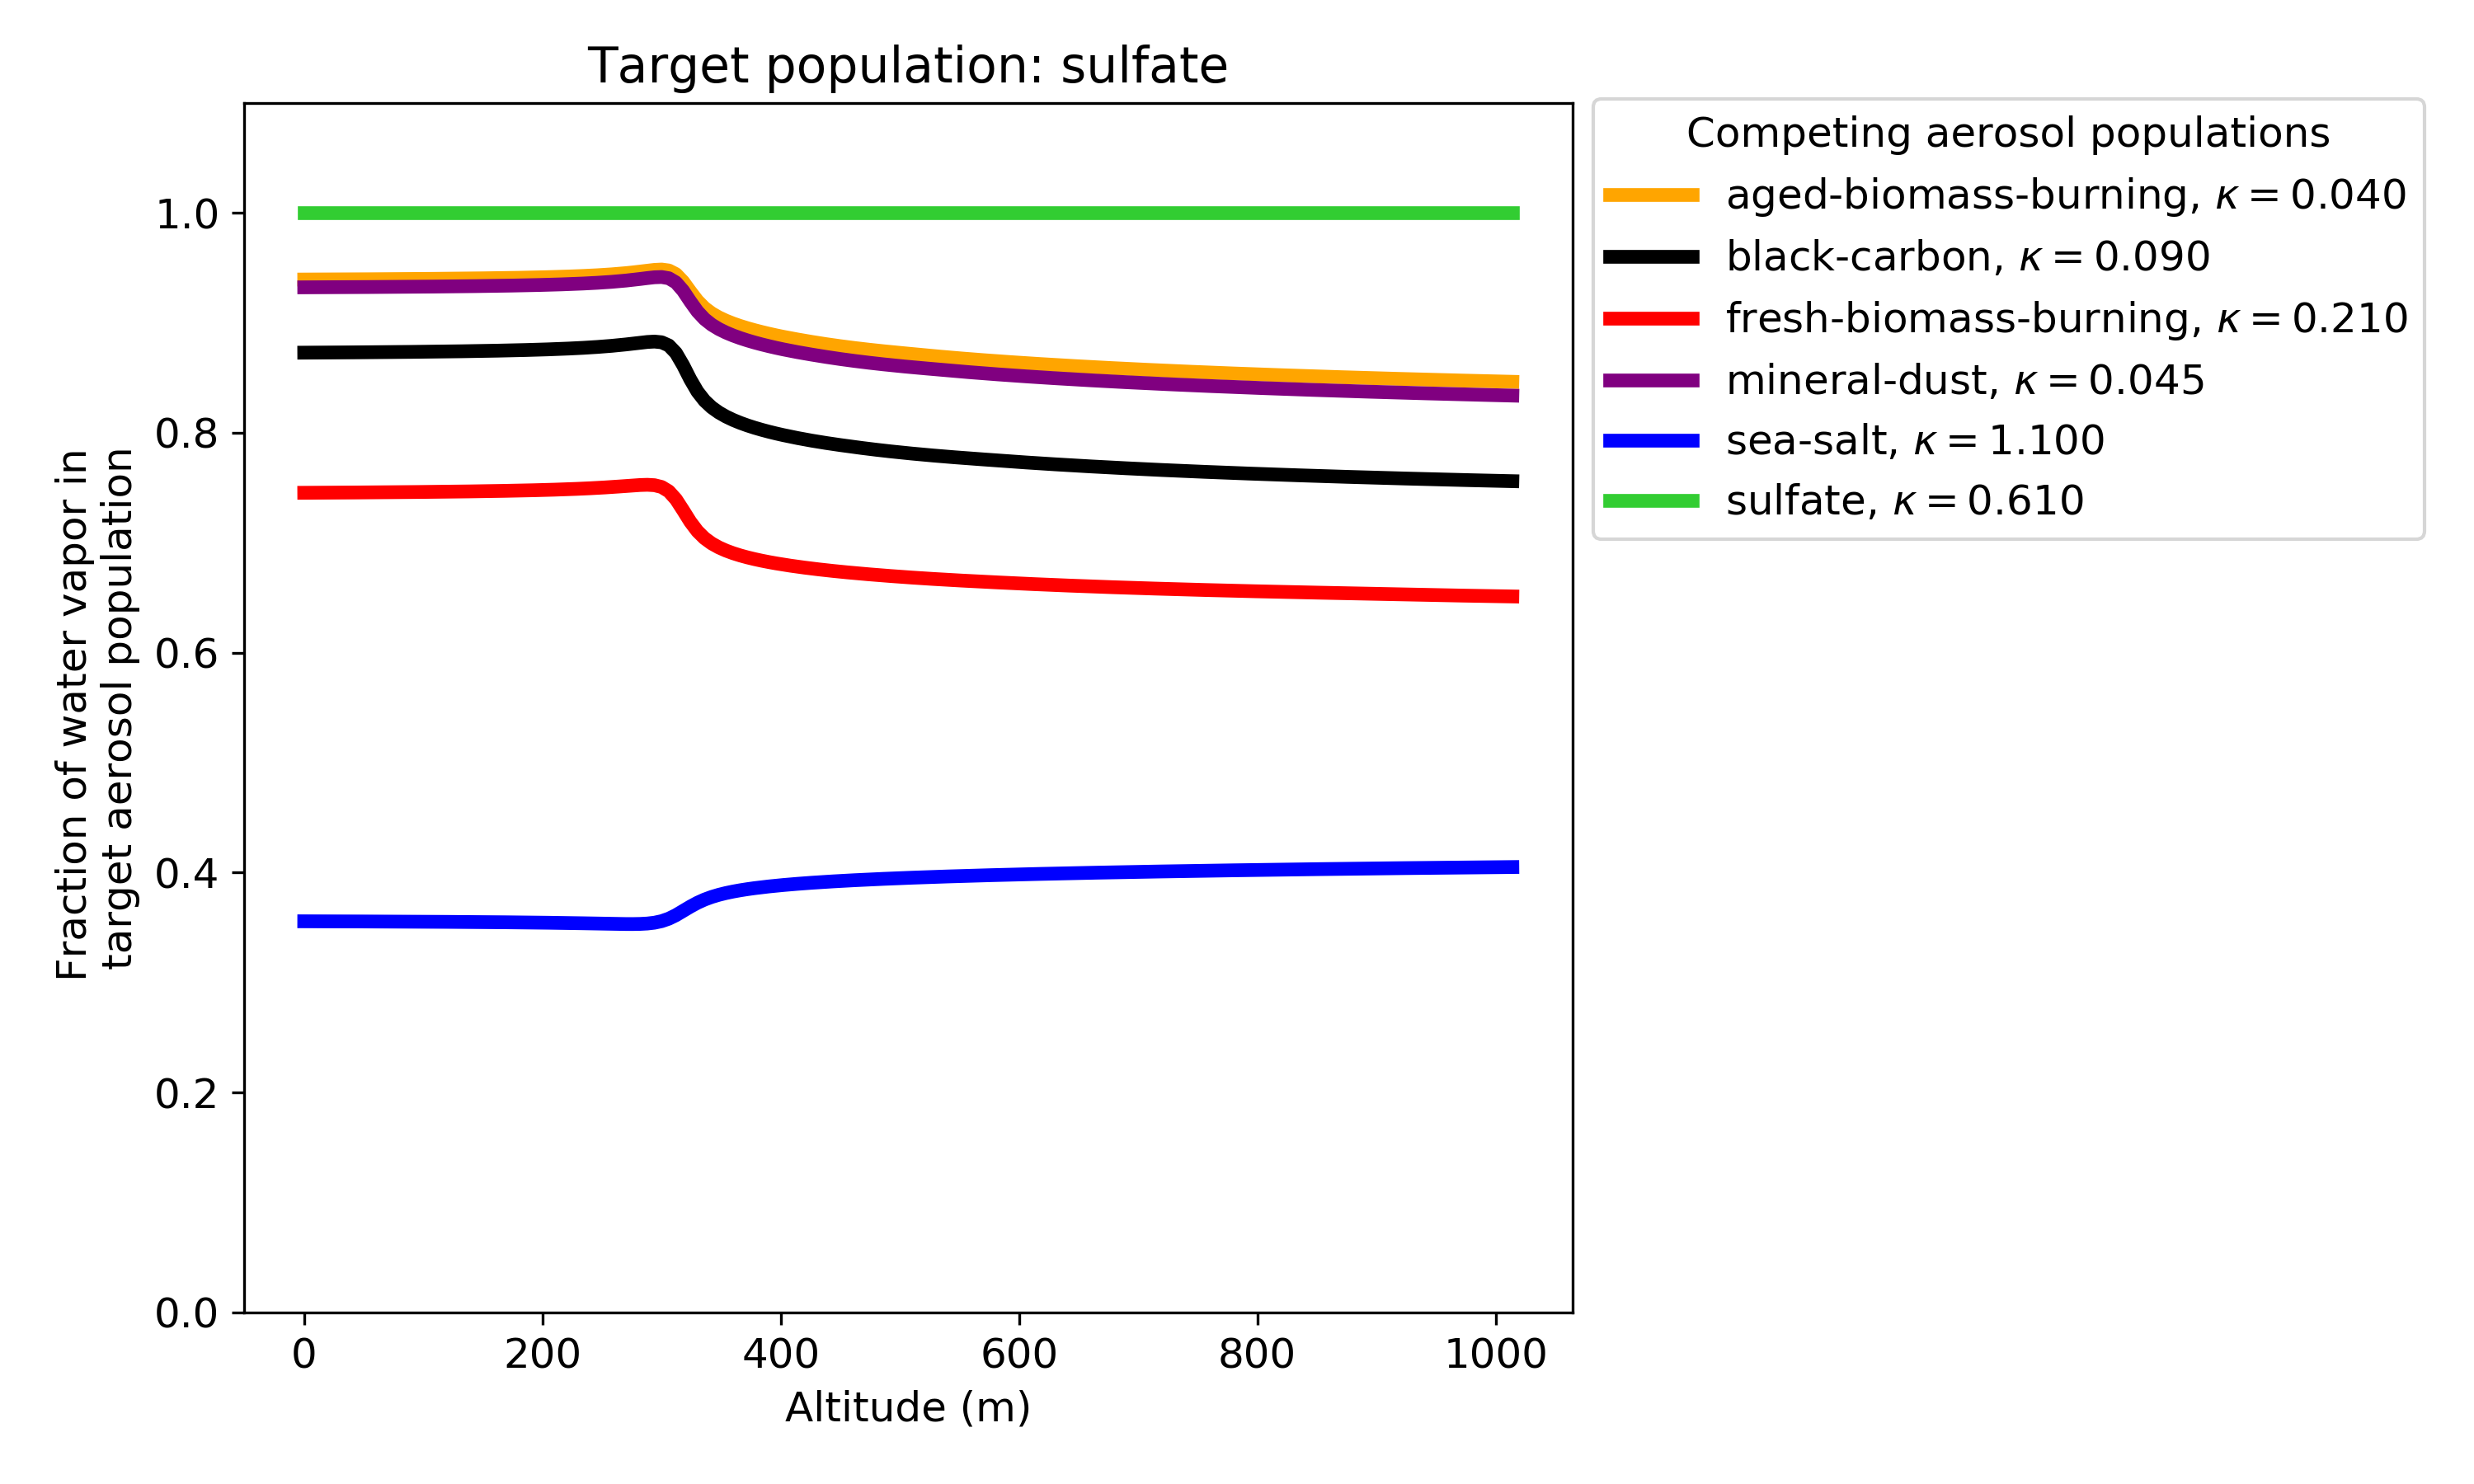 Target population: sulfate
Fraction of water vapor in
target aerosol population
1.0
0.8
0.6
0.4
0.2
0.0
0 200 400 600 800 1000
Altitude (m)
Competing aerosol populations
aged-biomass-burning, κ = 0.040
black-carbon, κ = 0.090
fresh-biomass-burning, κ = 0.210
mineral-dust, κ = 0.045
sea-salt, κ = 1.100
sulfate, κ = 0.610